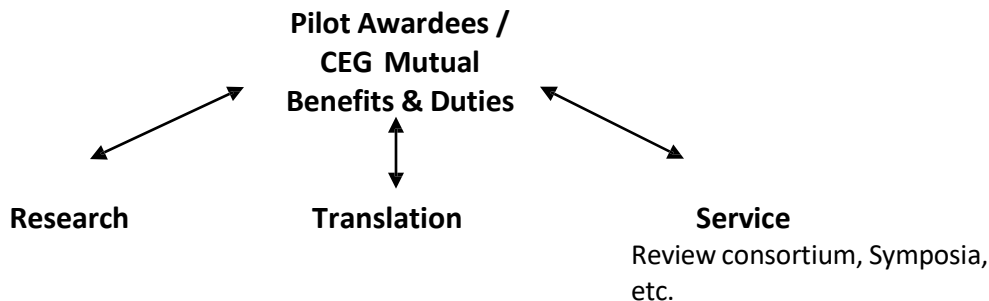 Pilot Awardees /
CEG Mutual
Benefits & Duties
Research
Translation
Service
Review consortium, Symposia,
etc.